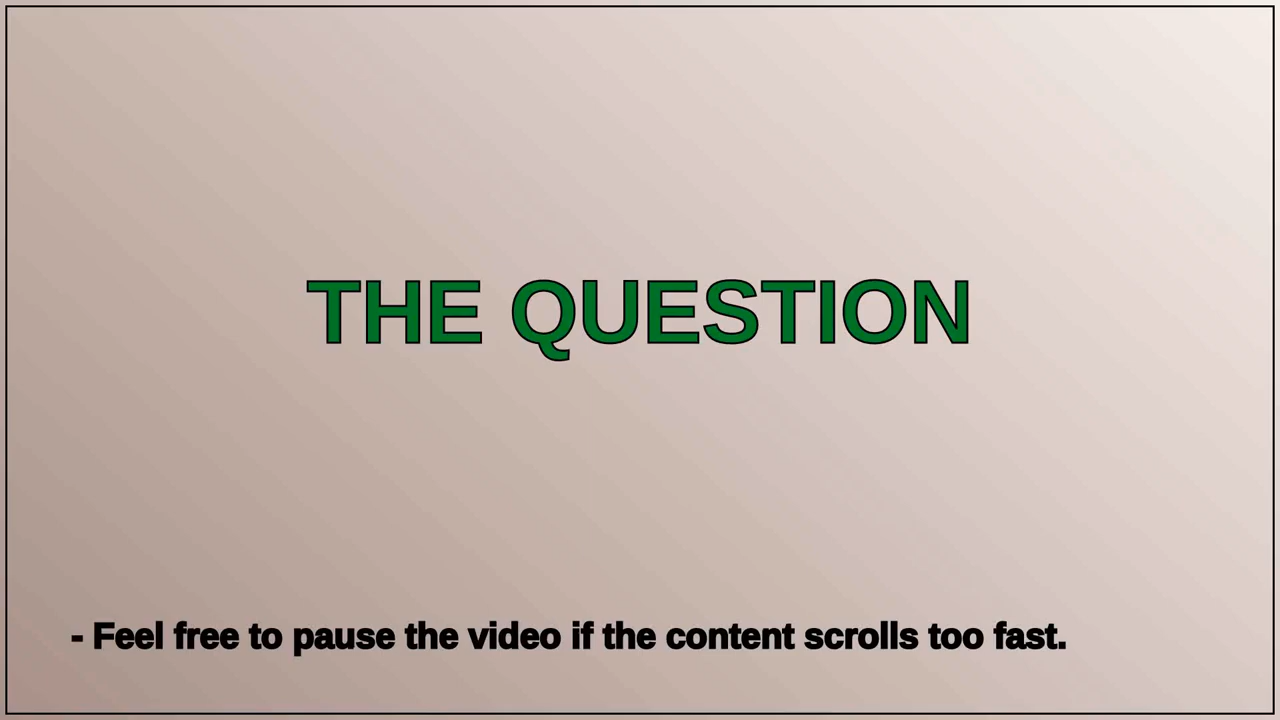 THE QUESTION
- Feel free to pause the video if the content scrolls too fast.